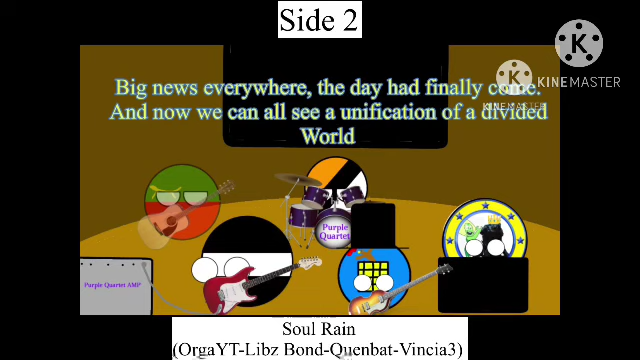 Side 2
KINEMASTER
KINEMASTER
Big news everywhere, the day had finally come.
And now we can all see a unification of a divided
World
Purple
Quartet
Purple Quartet AMP
Soul Rain
(OrgaYT-Libz Bond-Quenbat-Vincia3)